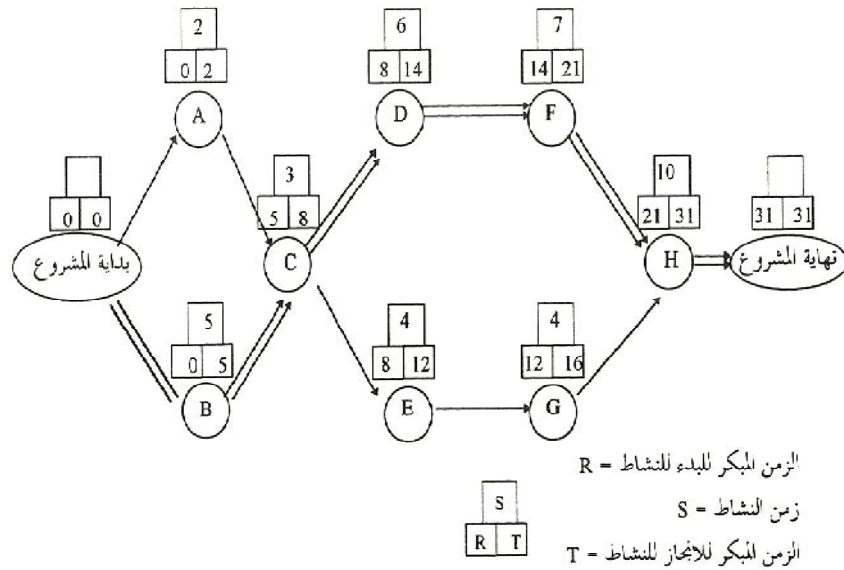 2
6
7
0 2
8 14
14 21
A
D
F
3
10
0 0
5 8
21 31
31 31
بداية المشروع
C
H
نهاية المشروع
5
4
4
0 5
8 12
12 16
B
E
G
الزمن المبكر للبدء للنشاط = R
S
زمن النشاط = S
R T
الزمن المبكر للانجاز للنشاط = T